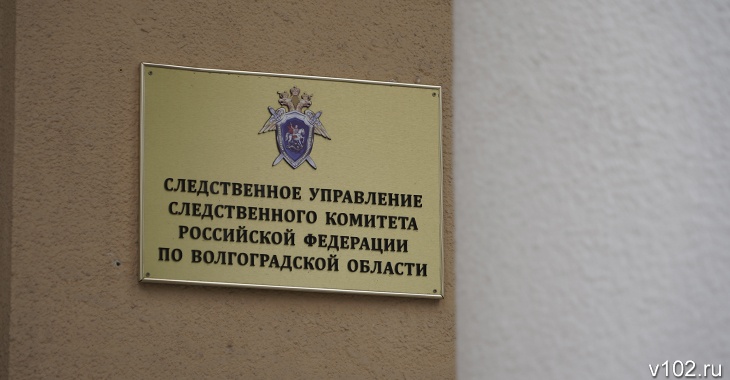 СЛЕДСТВЕННОЕ УПРАВЛЕНИЕ
СЛЕДСТВЕННОГО КОМИТЕТА
РОССИЙСКОЙ ФЕДЕРАЦИИ
ПО ВОЛГОГРАДСКОЙ ОБЛАСТИ
v102.ru